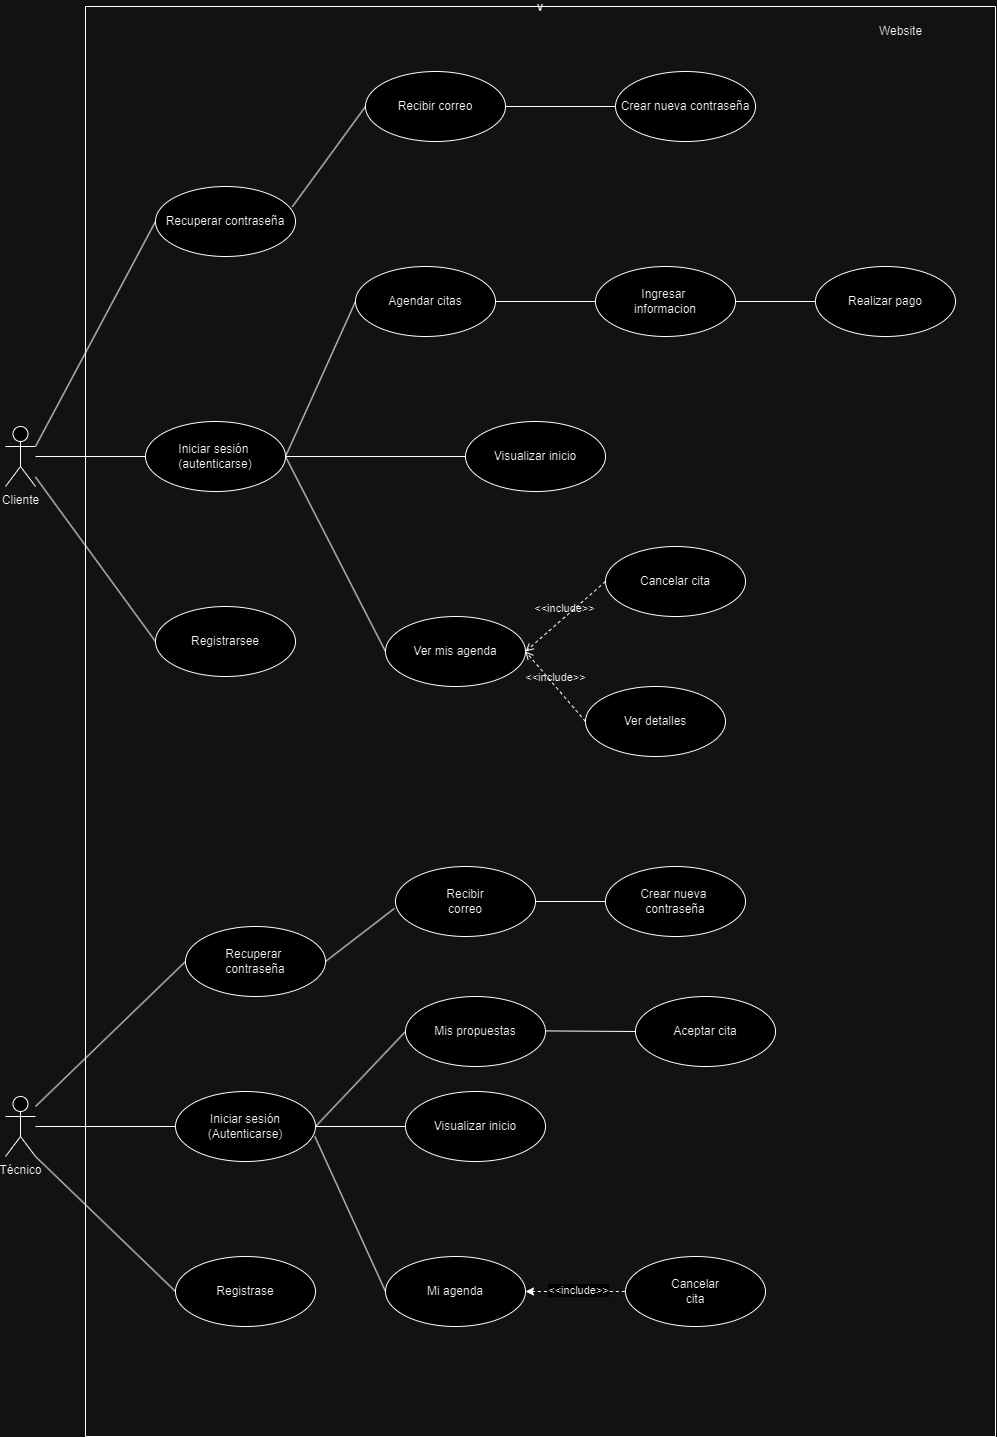 v
Website
Recibir correo
Crear nueva contraseña
Recuperar contraseña
Agendar citas
Ingresar
informacion
Realizar pago
Iniciar sesión
(autenticarse)
Visualizar inicio
Cliente
Cancelar cita
<<include>>
Registrarsee
Ver mis agenda
<<include>>
Ver detalles
Recibir
correo
Crear nueva
contraseña
Recuperar
contraseña
Mis propuestas
Aceptar cita
Iniciar sesión
(Autenticarse)
Visualizar inicio
Técnico
Registrase
Mi agenda
<<include>>
Cancelar
cita